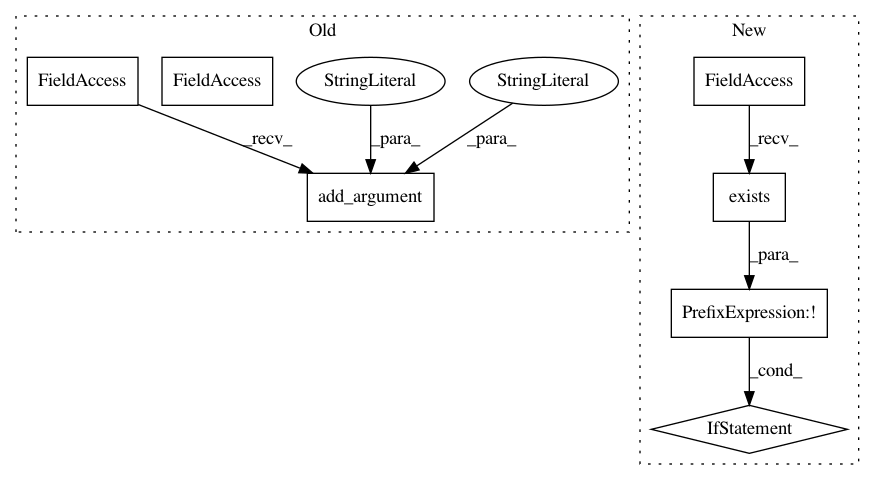 Old
New
FieldAccess
FieldAccess
StringLiteral
StringLiteral
FieldAccess
_recv_
_para_
_para_
_recv_
add_argument
exists
_para_
PrefixExpression:!
_cond_
IfStatement